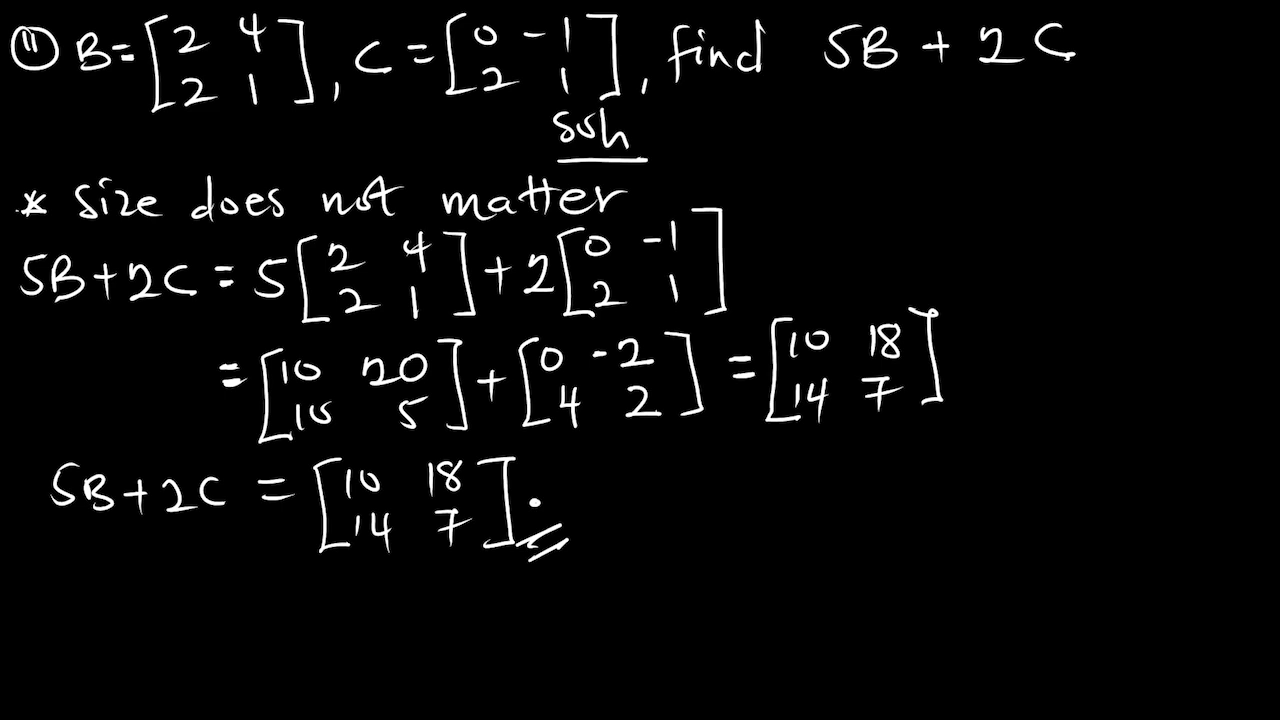 (11) B = [2 4; 2 1], C = [0 -1; 2 1], find 5B + 2C
soln
* Size does not matter
5B + 2C = 5[2 4; 2 1] + 2[0 -1; 2 1]
= [10 20; 10 5] + [0 -2; 4 2] = [10 18; 14 7]
5B + 2C = [10 18; 14 7].